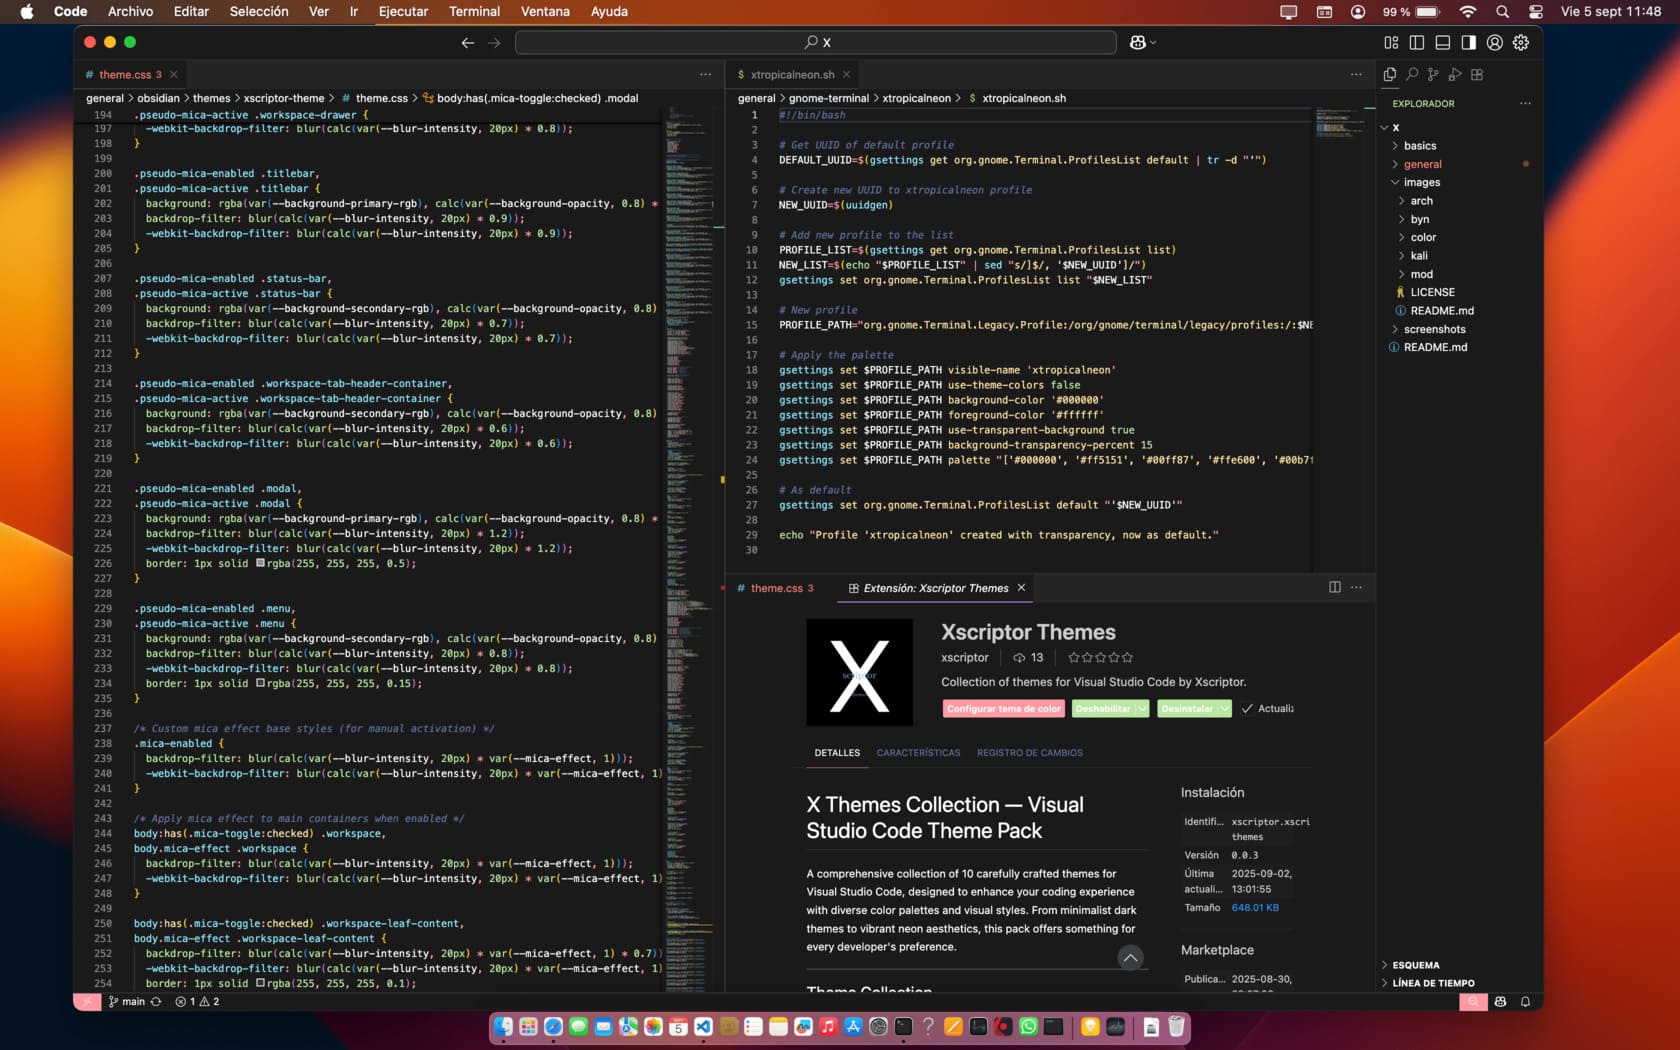 Code Archivo Editar Selección Ver Ir Ejecutar Terminal Ventana Ayuda
99 % Vie 5 sept 11:48
X
# theme.css 3
general > obsidian > themes > xscriptor-theme > # theme.css > body:has(.mica-toggle:checked) .modal
194 .pseudo-mica-active .workspace-drawer {
197 -webkit-backdrop-filter: blur(calc(var(--blur-intensity, 20px) * 0.8));
198 }
199
200 .pseudo-mica-enabled .titlebar,
201 .pseudo-mica-active .titlebar {
202 background: rgba(var(--background-primary-rgb), calc(var(--background-opacity, 0.8) *
203 backdrop-filter: blur(calc(var(--blur-intensity, 20px) * 0.9));
204 -webkit-backdrop-filter: blur(calc(var(--blur-intensity, 20px) * 0.9));
205 }
206
207 .pseudo-mica-enabled .status-bar,
208 .pseudo-mica-active .status-bar {
209 background: rgba(var(--background-secondary-rgb), calc(var(--background-opacity, 0.8)
210 backdrop-filter: blur(calc(var(--blur-intensity, 20px) * 0.7));
211 -webkit-backdrop-filter: blur(calc(var(--blur-intensity, 20px) * 0.7));
212 }
213
214 .pseudo-mica-enabled .workspace-tab-header-container,
215 .pseudo-mica-active .workspace-tab-header-container {
216 background: rgba(var(--background-secondary-rgb), calc(var(--background-opacity, 0.8)
217 backdrop-filter: blur(calc(var(--blur-intensity, 20px) * 0.6));
218 -webkit-backdrop-filter: blur(calc(var(--blur-intensity, 20px) * 0.6));
219 }
220
221 .pseudo-mica-enabled .modal,
222 .pseudo-mica-active .modal {
223 background: rgba(var(--background-primary-rgb), calc(var(--background-opacity, 0.8) *
224 backdrop-filter: blur(calc(var(--blur-intensity, 20px) * 1.2));
225 -webkit-backdrop-filter: blur(calc(var(--blur-intensity, 20px) * 1.2));
226 border: 1px solid rgba(255, 255, 255, 0.5);
227 }
228
229 .pseudo-mica-enabled .menu,
230 .pseudo-mica-active .menu {
231 background: rgba(var(--background-secondary-rgb), calc(var(--background-opacity, 0.8)
232 backdrop-filter: blur(calc(var(--blur-intensity, 20px) * 0.8));
233 -webkit-backdrop-filter: blur(calc(var(--blur-intensity, 20px) * 0.8));
234 border: 1px solid rgba(255, 255, 255, 0.15);
235 }
236
237 /* Custom mica effect base styles (for manual activation) */
238 .mica-enabled {
239 backdrop-filter: blur(calc(var(--blur-intensity, 20px) * var(--mica-effect, 1)));
240 -webkit-backdrop-filter: blur(calc(var(--blur-intensity, 20px) * var(--mica-effect, 1)
241 }
242
243 /* Apply mica effect to main containers when enabled */
244 body:has(.mica-toggle:checked) .workspace,
245 body.mica-effect .workspace {
246 backdrop-filter: blur(calc(var(--blur-intensity, 20px) * var(--mica-effect, 1)));
247 -webkit-backdrop-filter: blur(calc(var(--blur-intensity, 20px) * var(--mica-effect, 1)
248 }
249
250 body:has(.mica-toggle:checked) .workspace-leaf-content,
251 body.mica-effect .workspace-leaf-content {
252 backdrop-filter: blur(calc(var(--blur-intensity, 20px) * var(--mica-effect, 1) * 0.7))
253 -webkit-backdrop-filter: blur(calc(var(--blur-intensity, 20px) * var(--mica-effect, 1)
254 border: 1px solid rgba(255, 255, 255, 0.1);
$ xtropicalneon.sh
general > gnome-terminal > xtropicalneon > $ xtropicalneon.sh
1 #!/bin/bash
2
3 # Get UUID of default profile
4 DEFAULT_UUID=$(gsettings get org.gnome.Terminal.ProfilesList default | tr -d "'")
5
6 # Create new UUID to xtropicalneon profile
7 NEW_UUID=$(uuidgen)
8
9 # Add new profile to the list
10 PROFILE_LIST=$(gsettings get org.gnome.Terminal.ProfilesList list)
11 NEW_LIST=$(echo "$PROFILE_LIST" | sed "s/]$/, '$NEW_UUID']/")
12 gsettings set org.gnome.Terminal.ProfilesList list "$NEW_LIST"
13
14 # New profile
15 PROFILE_PATH="org.gnome.Terminal.Legacy.Profile:/org/gnome/terminal/legacy/profiles:/:$NE
16
17 # Apply the palette
18 gsettings set $PROFILE_PATH visible-name 'xtropicalneon'
19 gsettings set $PROFILE_PATH use-theme-colors false
20 gsettings set $PROFILE_PATH background-color '#000000'
21 gsettings set $PROFILE_PATH foreground-color '#ffffff'
22 gsettings set $PROFILE_PATH use-transparent-background true
23 gsettings set $PROFILE_PATH background-transparency-percent 15
24 gsettings set $PROFILE_PATH palette "['#000000', '#ff5151', '#00ff87', '#ffe600', '#00b7f
25
26 # As default
27 gsettings set org.gnome.Terminal.ProfilesList default "'$NEW_UUID'"
28
29 echo "Profile 'xtropicalneon' created with transparency, now as default."
30
# theme.css 3 Extensión: Xscriptor Themes
X
scriptor
Xscriptor Themes
xscriptor 13
Collection of themes for Visual Studio Code by Xscriptor.
Configurar tema de color Deshabilitar Desinstalar Actualiz
DETALLES CARACTERÍSTICAS REGISTRO DE CAMBIOS
X Themes Collection — Visual
Studio Code Theme Pack
A comprehensive collection of 10 carefully crafted themes for
Visual Studio Code, designed to enhance your coding experience
with diverse color palettes and visual styles. From minimalist dark
themes to vibrant neon aesthetics, this pack offers something for
every developer's preference.
Theme Collection
Instalación
Identifi... xscriptor.xscri
themes
Versión 0.0.3
Última 2025-09-02,
actuali... 13:01:55
Tamaño 648.01 KB
Marketplace
Publica... 2025-08-30,
EXPLORADOR
X
basics
general
images
arch
byn
color
kali
mod
LICENSE
README.md
screenshots
README.md
ESQUEMA
LÍNEA DE TIEMPO
main 1 2
5